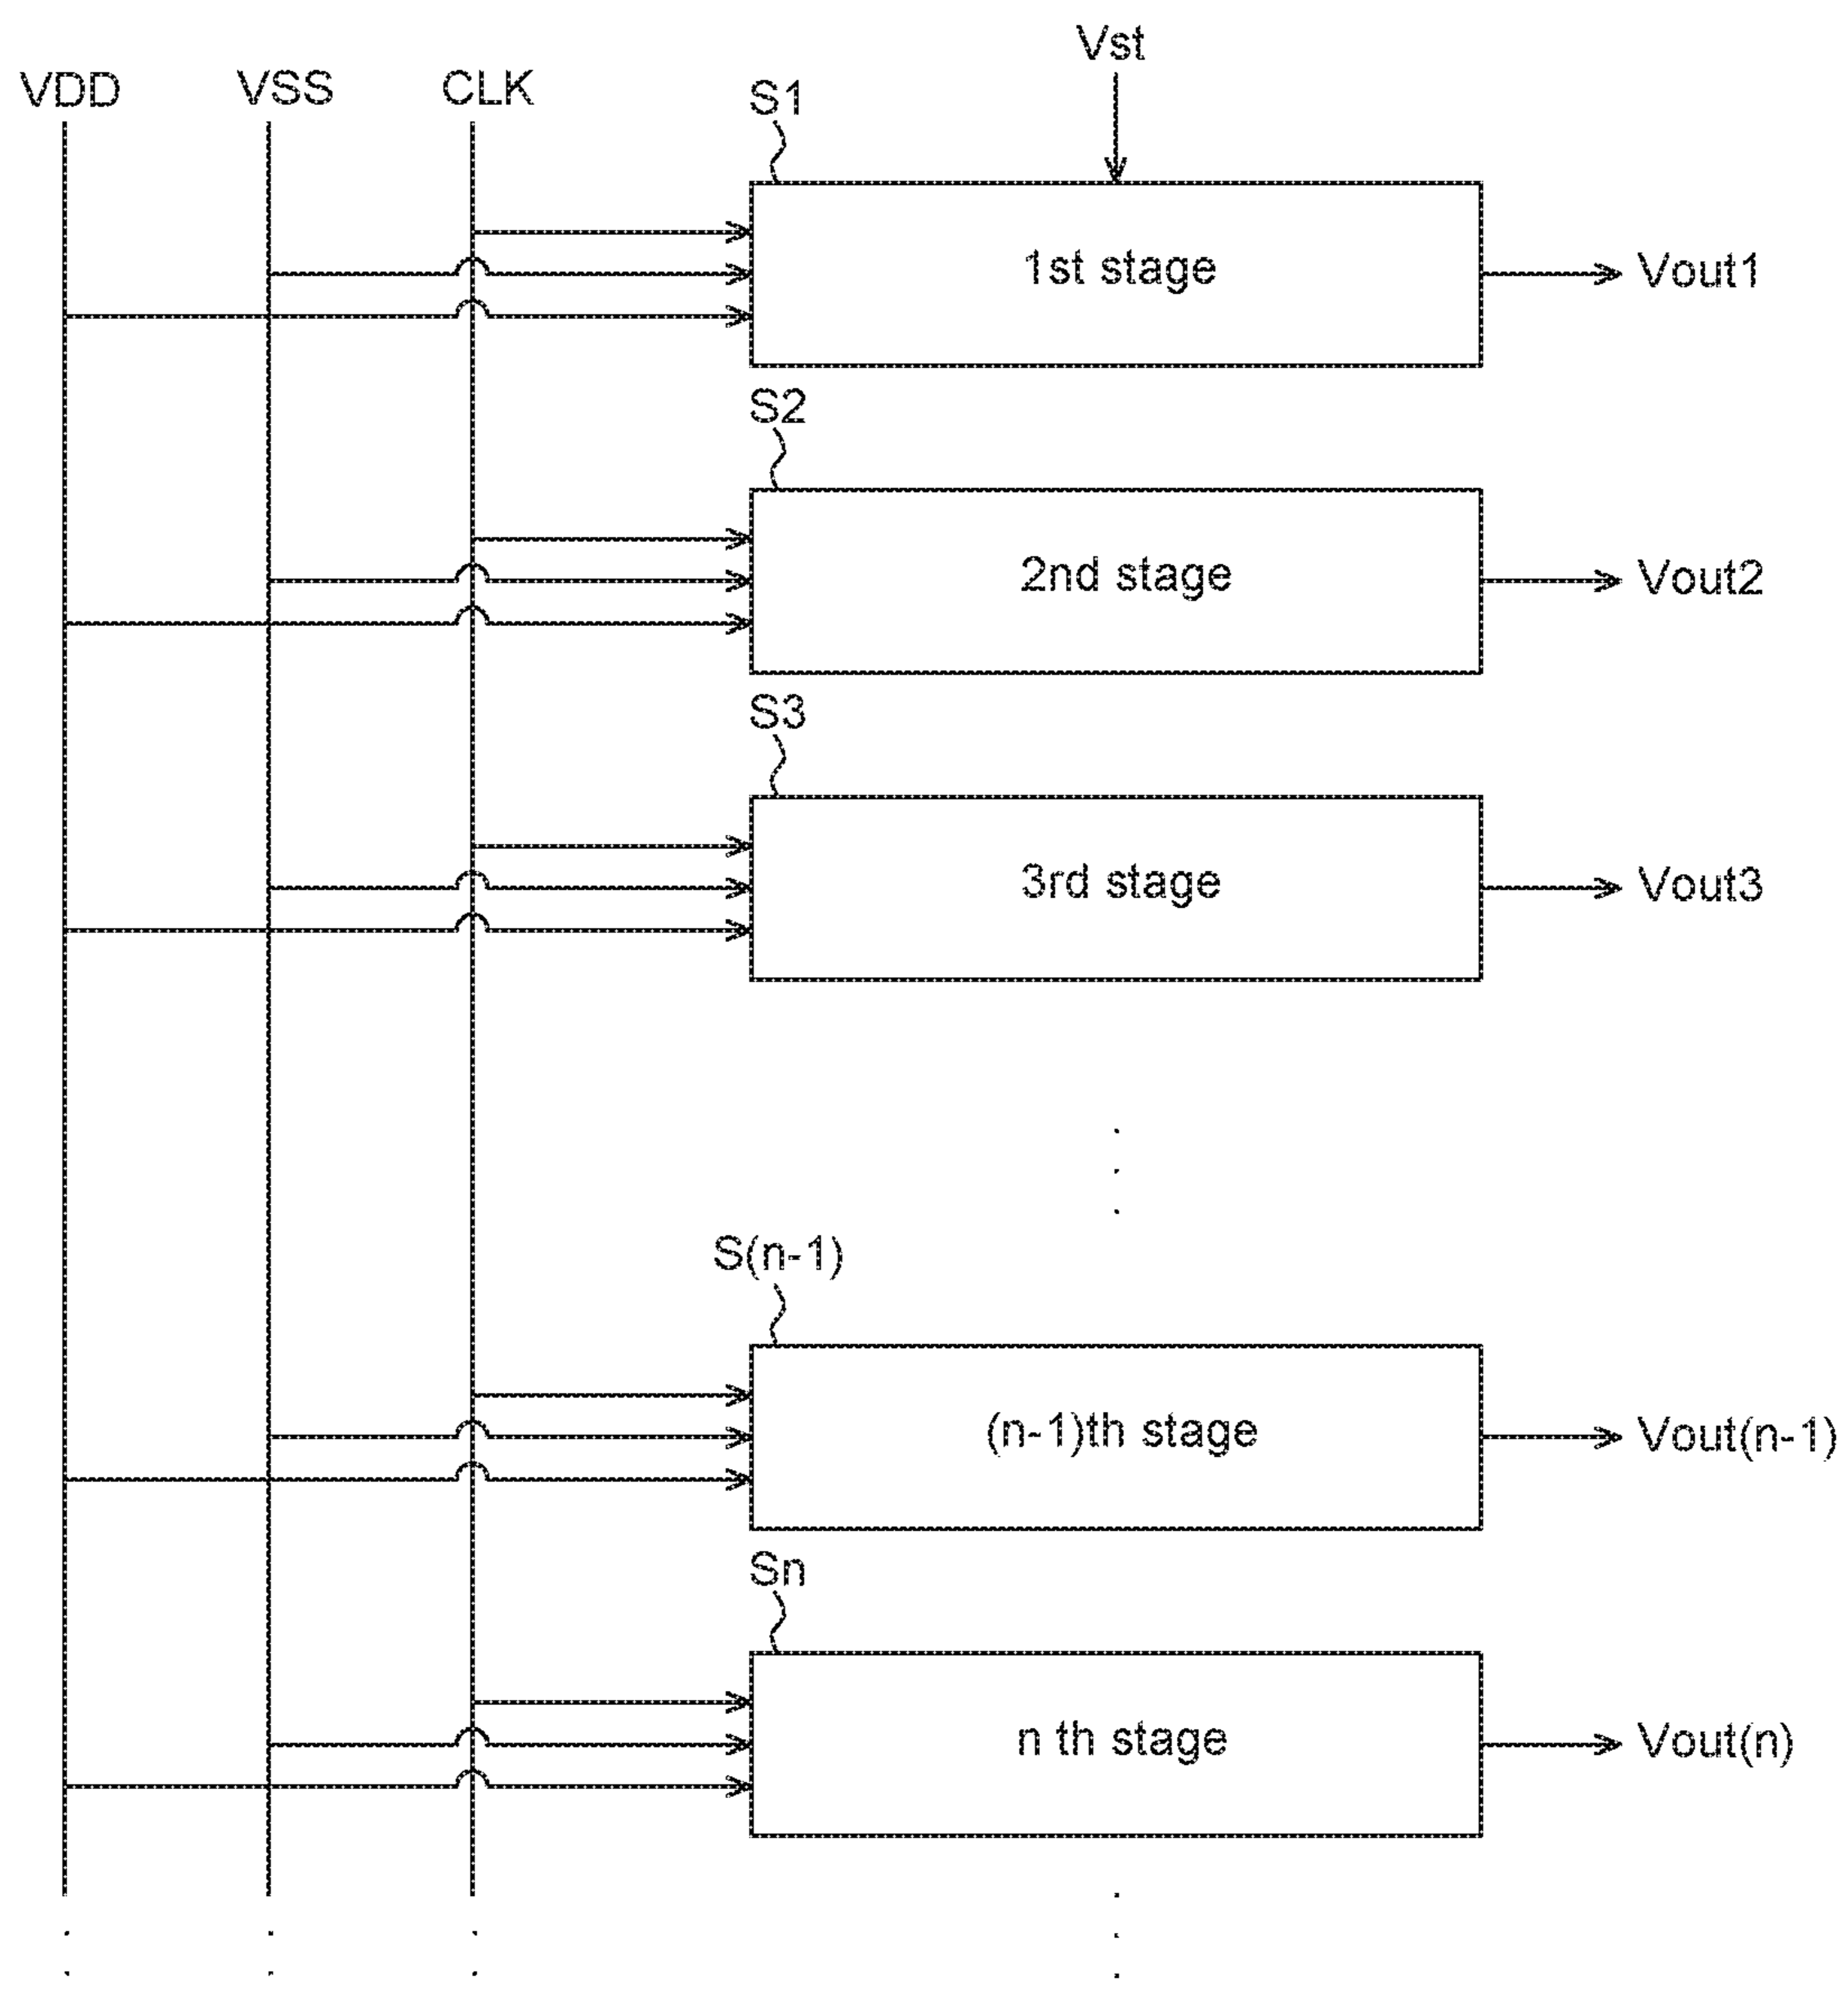 Vst
VDD VSS CLK S1
1st stage Vout1
S2
2nd stage Vout2
S3
3rd stage Vout3
S(n-1)
(n-1)th stage Vout(n-1)
Sn
n th stage Vout(n)